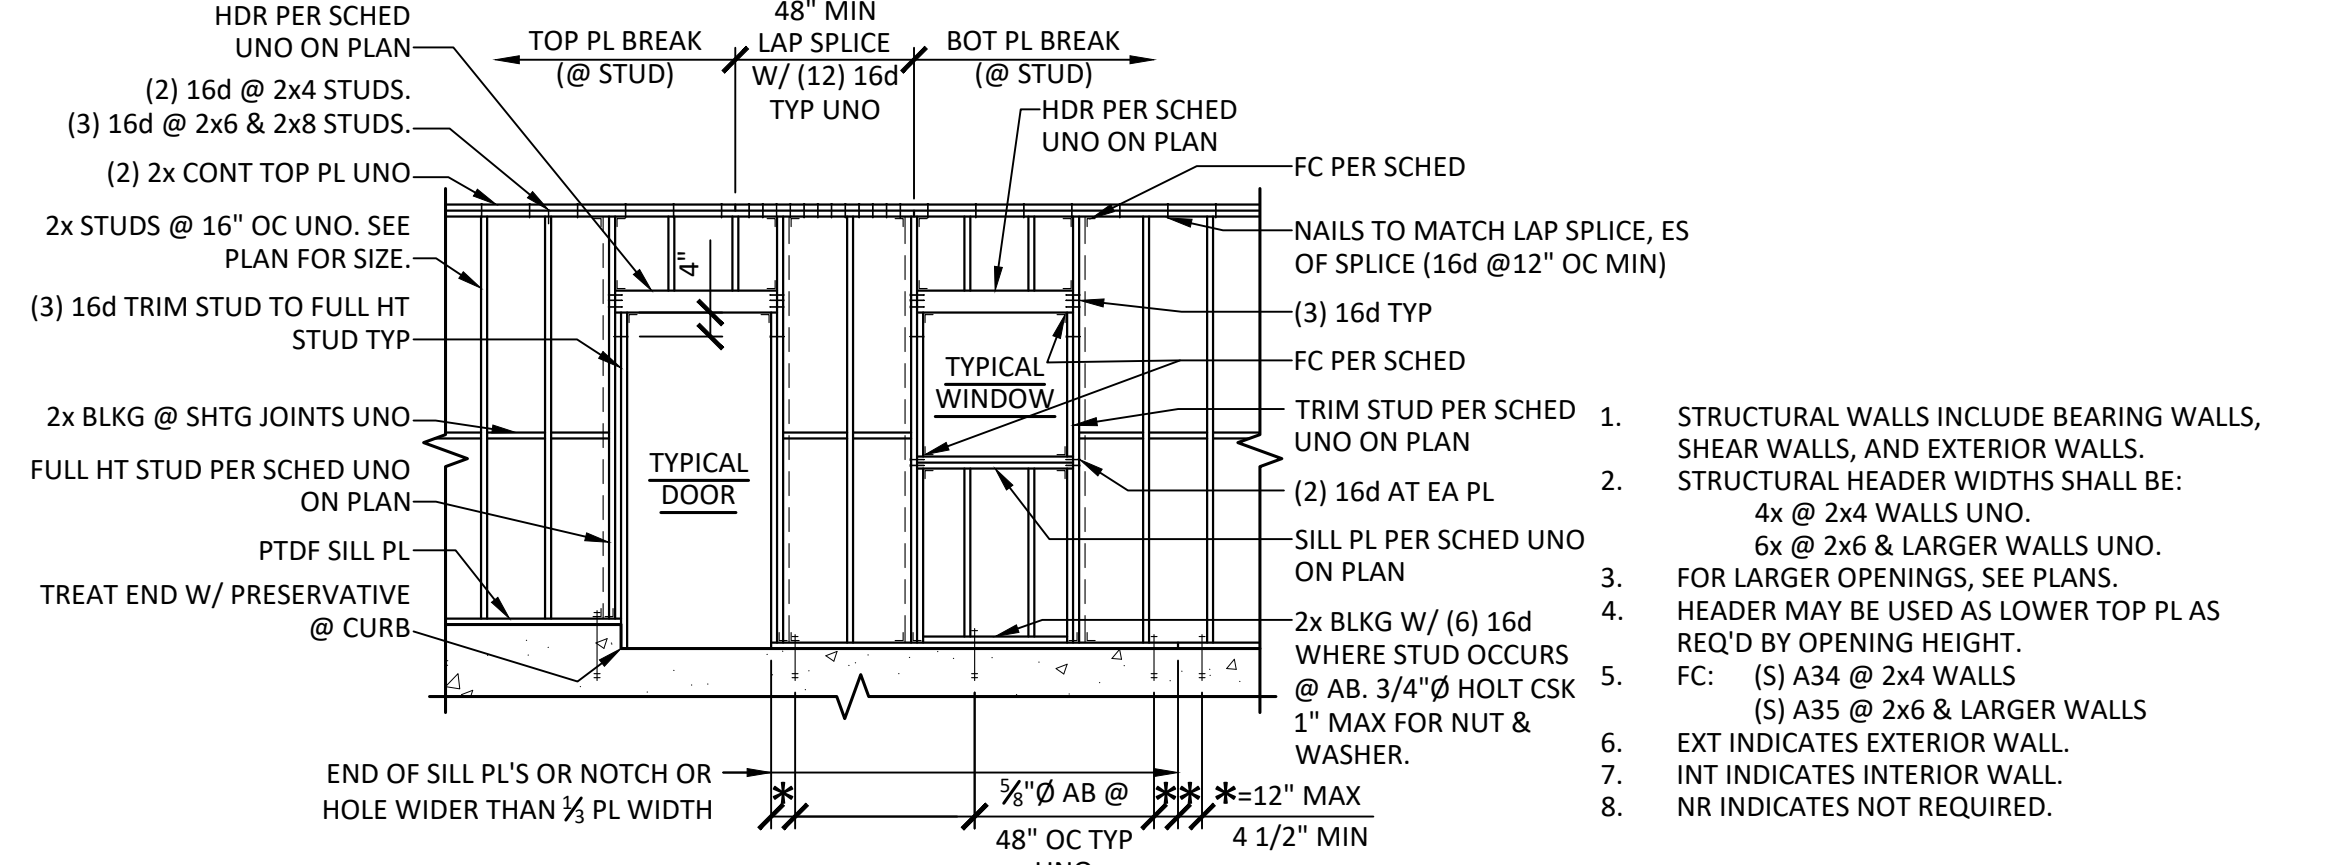 HDR PER SCHED
UNO ON PLAN
(2) 16d @ 2x4 STUDS.
(3) 16d @ 2x6 & 2x8 STUDS.
(2) 2x CONT TOP PL UNO
2x STUDS @ 16" OC UNO. SEE
PLAN FOR SIZE.
(3) 16d TRIM STUD TO FULL HT
STUD TYP
2x BLKG @ SHTG JOINTS UNO
FULL HT STUD PER SCHED UNO
ON PLAN
PTDF SILL PL
TREAT END W/ PRESERVATIVE
@ CURB
TOP PL BREAK
(@ STUD)
48" MIN
LAP SPLICE
W/ (12) 16d
TYP UNO
BOT PL BREAK
(@ STUD)
HDR PER SCHED
UNO ON PLAN
4"
TYPICAL
DOOR
TYPICAL
WINDOW
FC PER SCHED
NAILS TO MATCH LAP SPLICE, ES
OF SPLICE (16d @12" OC MIN)
(3) 16d TYP
FC PER SCHED
TRIM STUD PER SCHED
UNO ON PLAN
(2) 16d AT EA PL
SILL PL PER SCHED UNO
ON PLAN
2x BLKG W/ (6) 16d
WHERE STUD OCCURS
@ AB. 3/4"Ø HOLT CSK
1" MAX FOR NUT &
WASHER.
END OF SILL PL'S OR NOTCH OR
HOLE WIDER THAN 1/3 PL WIDTH
*
5/8"Ø AB @
48" OC TYP
UNO
* *
*=12" MAX
4 1/2" MIN
1. STRUCTURAL WALLS INCLUDE BEARING WALLS,
SHEAR WALLS, AND EXTERIOR WALLS.
2. STRUCTURAL HEADER WIDTHS SHALL BE:
4x @ 2x4 WALLS UNO.
6x @ 2x6 & LARGER WALLS UNO.
3. FOR LARGER OPENINGS, SEE PLANS.
4. HEADER MAY BE USED AS LOWER TOP PL AS
REQ'D BY OPENING HEIGHT.
5. FC: (S) A34 @ 2x4 WALLS
(S) A35 @ 2x6 & LARGER WALLS
6. EXT INDICATES EXTERIOR WALL.
7. INT INDICATES INTERIOR WALL.
8. NR INDICATES NOT REQUIRED.